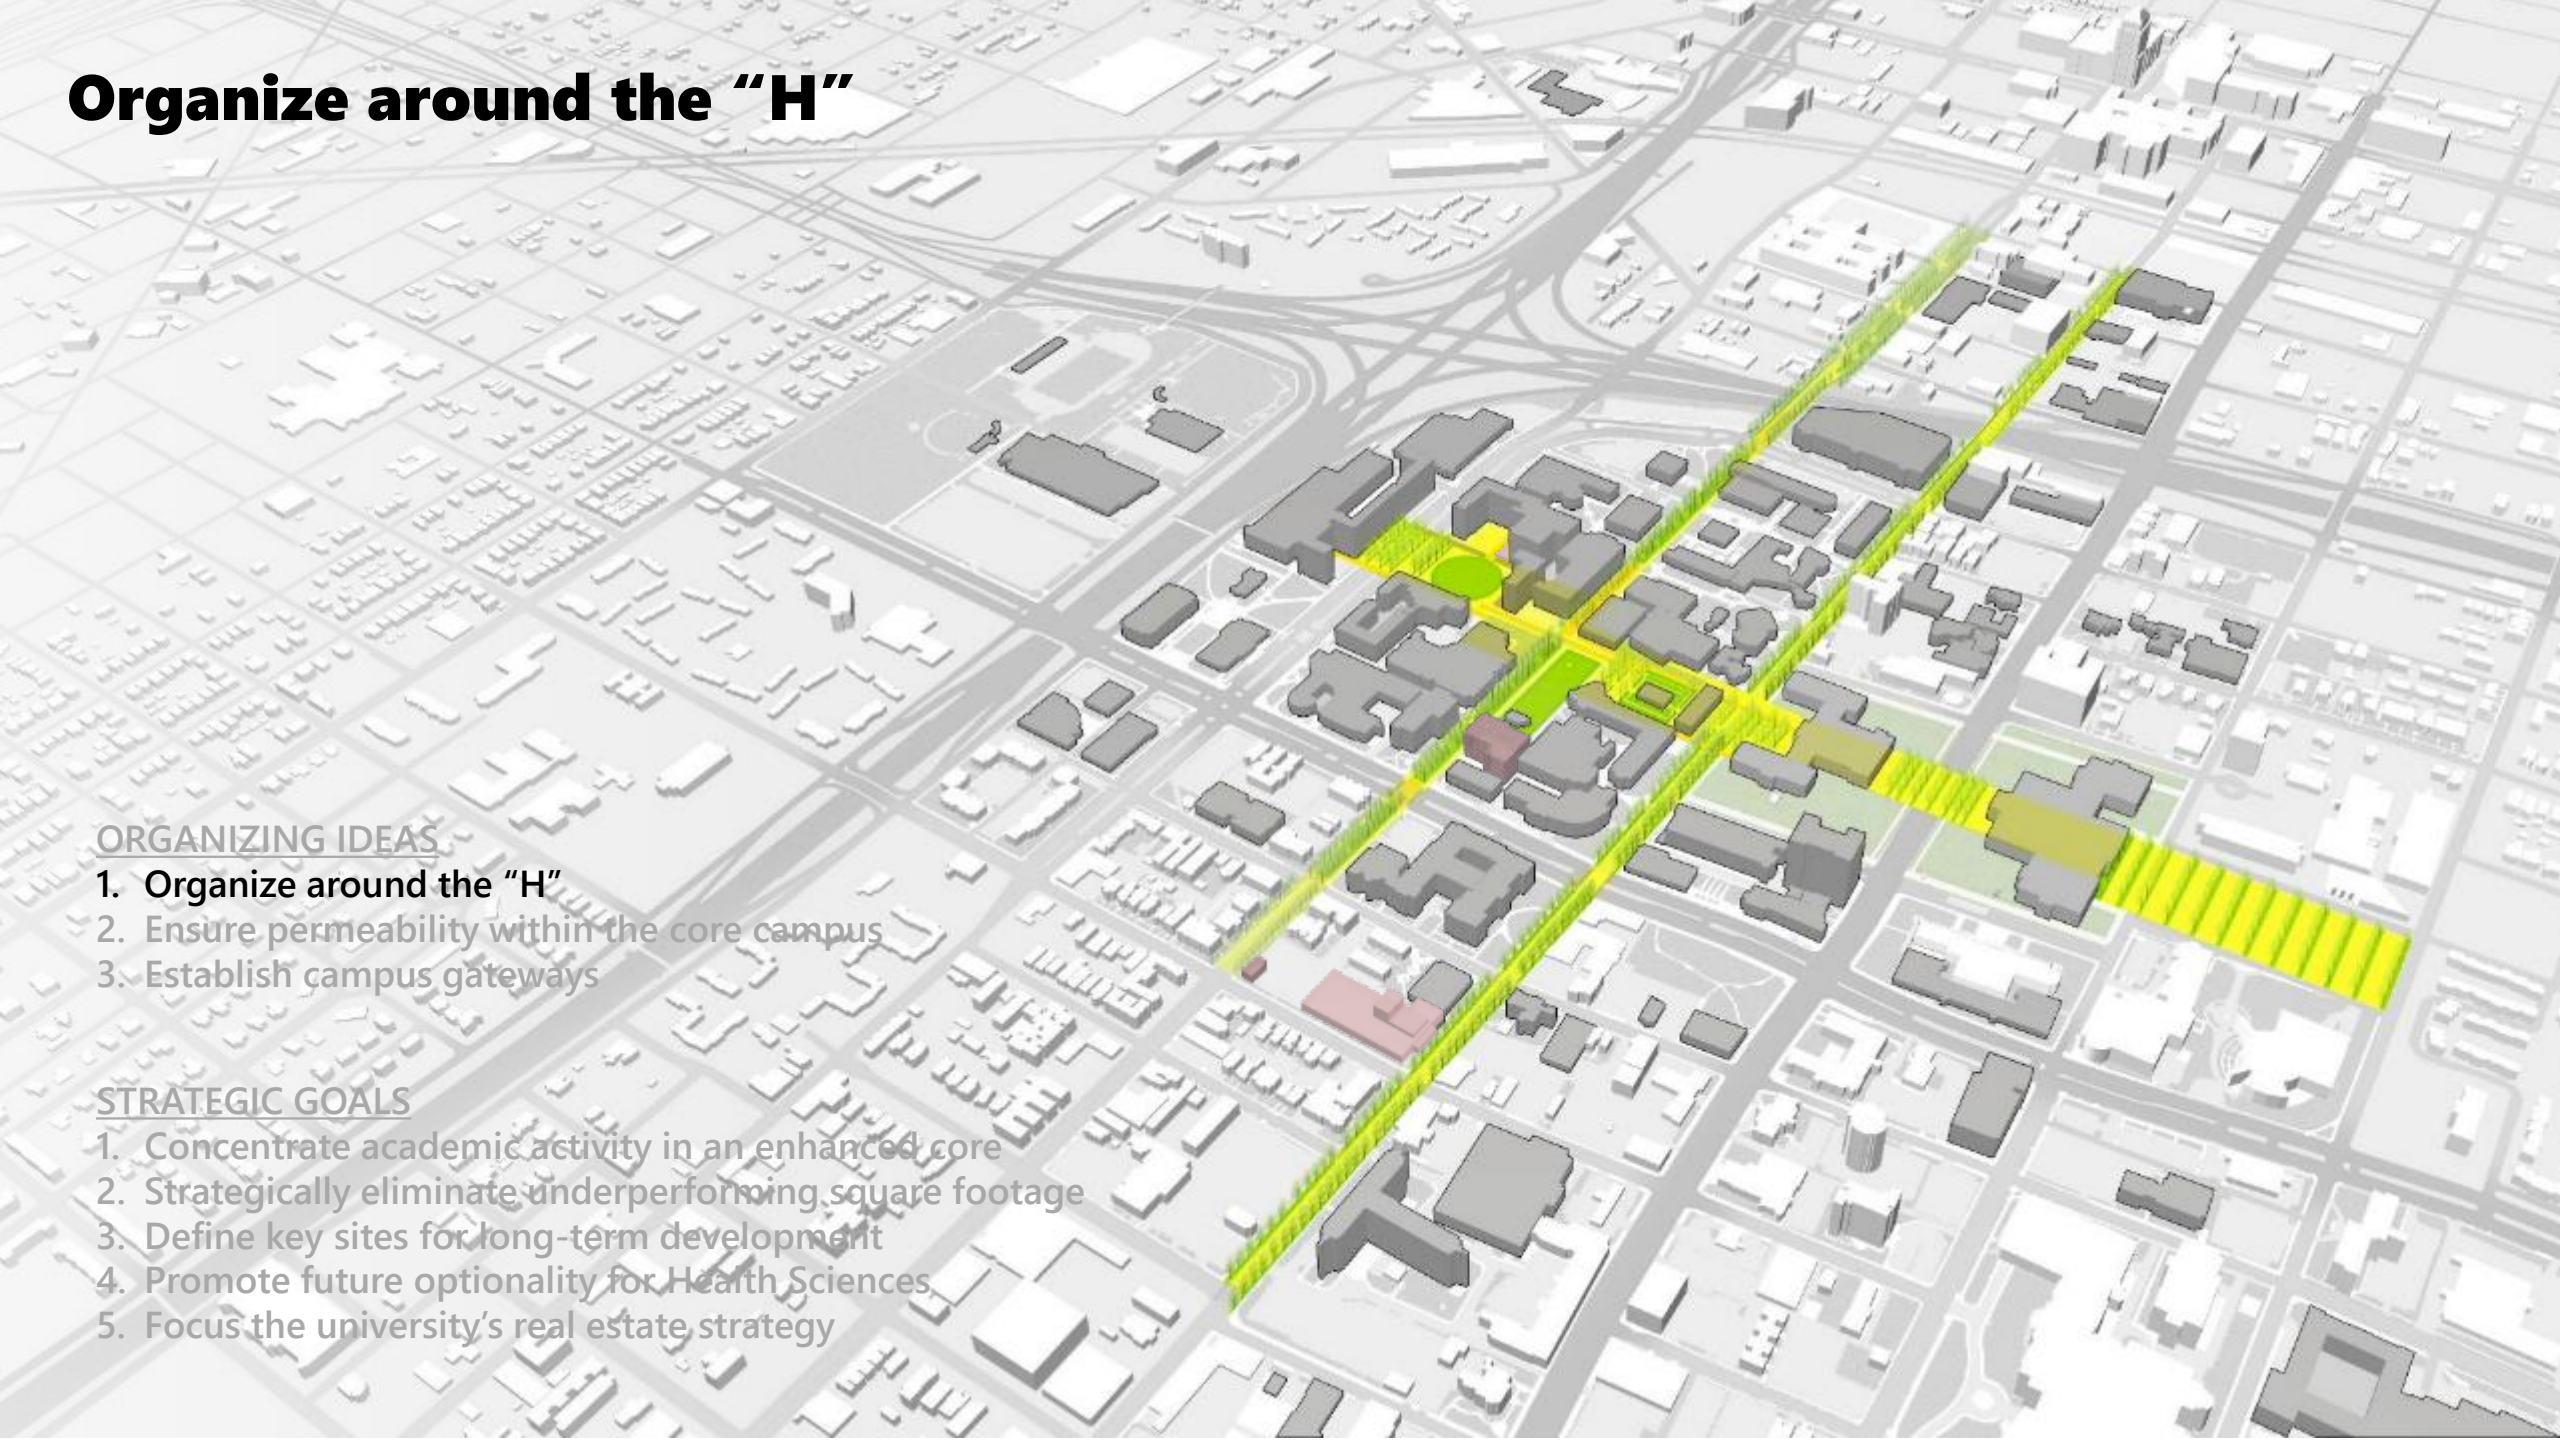 Organize around the “H”
ORGANIZING IDEAS
1. Organize around the “H”
2. Ensure permeability within the core campus
3. Establish campus gateways
STRATEGIC GOALS
1. Concentrate academic activity in an enhanced core
2. Strategically eliminate underperforming square footage
3. Define key sites for long-term development
4. Promote future optionality for Health Sciences
5. Focus the university’s real estate strategy